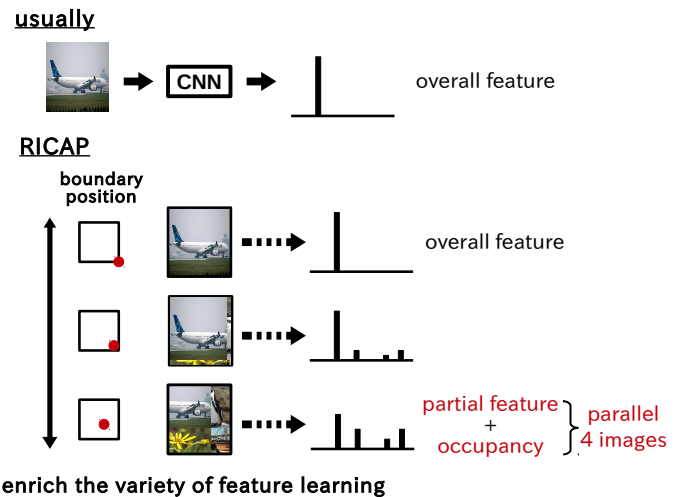 usually
CNN
overall feature
RICAP
boundary
position
overall feature
partial feature
+
occupancy
parallel
4 images
enrich the variety of feature learning